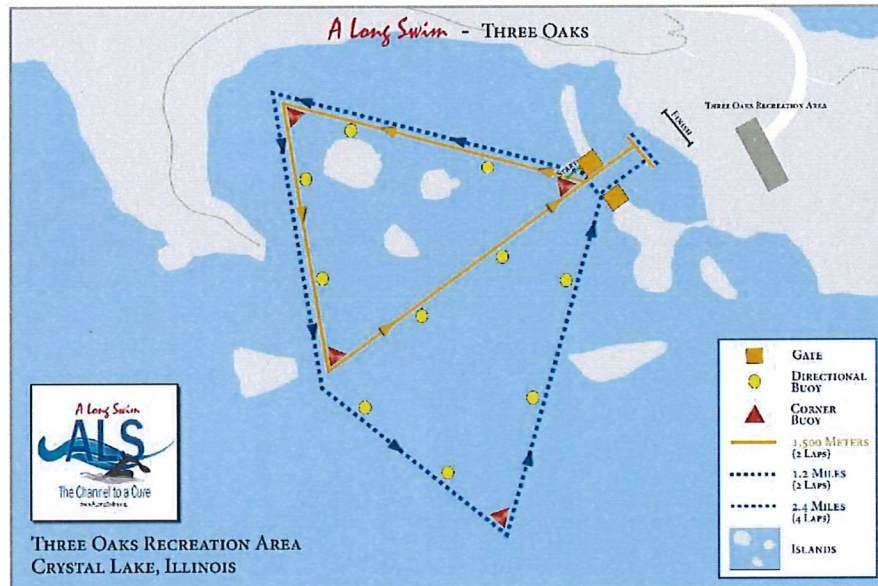 A Long Swim - THREE OAKS
THREE OAKS RECREATION AREA
FINISH
START
GATE
DIRECTIONAL
BUOY
CORNER
BUOY
1,500 METERS
(2 LAPS)
1.2 MILES
(2 LAPS)
2.4 MILES
(4 LAPS)
ISLANDS
A Long Swim
ALS
The Channel to a Cure
THREE OAKS RECREATION AREA
CRYSTAL LAKE, ILLINOIS